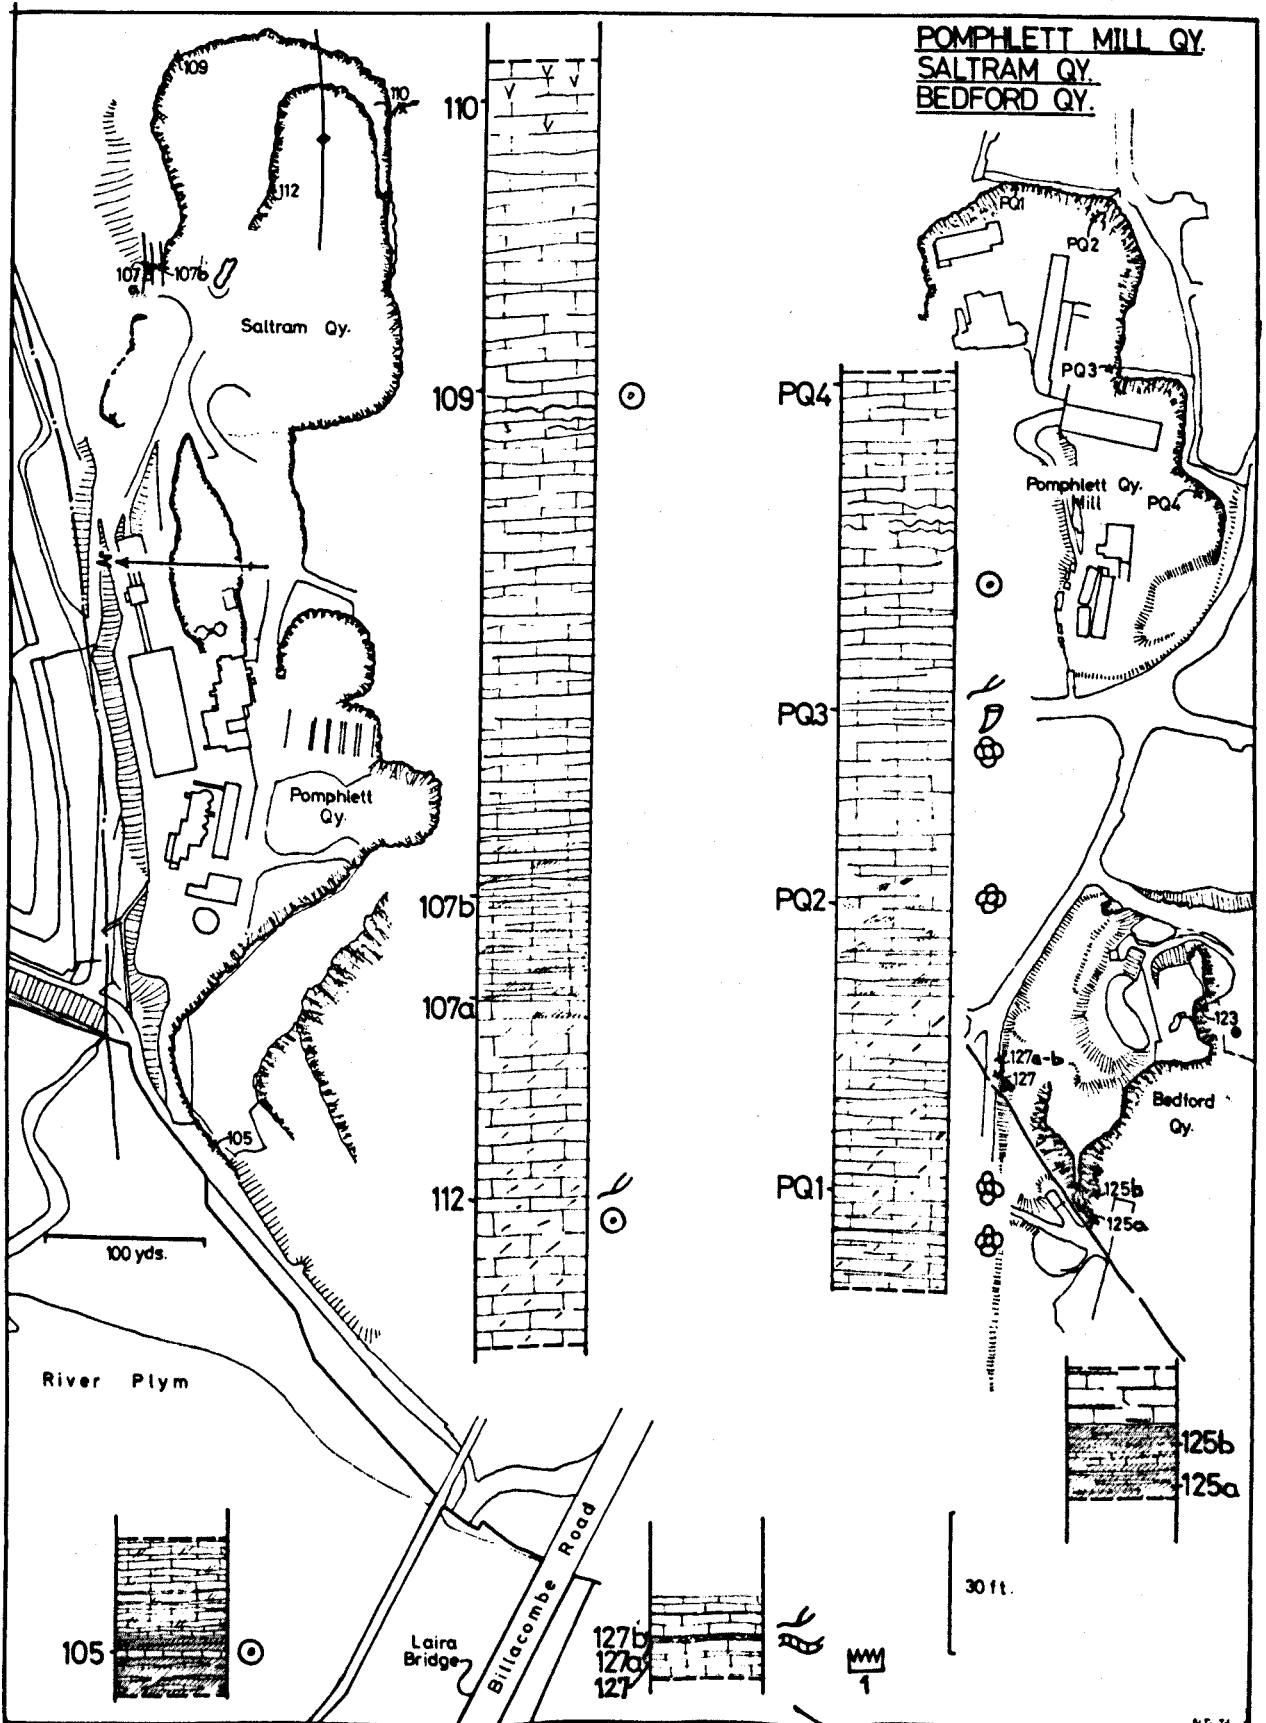 POMPHLETT MILL QY.
SALTRAM QY.
BEDFORD QY.
109
110
112
107
a
107b
Saltram Qy.
N
Pomphlett
Qy.
105
100 yds.
River Plym
110
109
107b
107a
112
PQ4
PQ3
PQ2
PQ1
PQ1
PQ2
PQ3
Pomphlett Qy.
Mill
PQ4
123
127a-b
127
Bedford
Qy.
125b
125a
125b
125a
105
Laira
Bridge
Billacombe Road
127b
127a
127
1
30 ft.